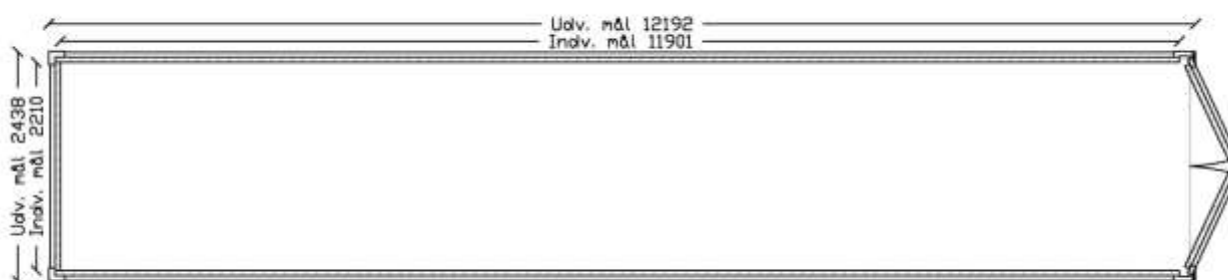 Udv. mål 12192
Indv. mål 11901
Udv. mål 2438
Indv. mål 2210